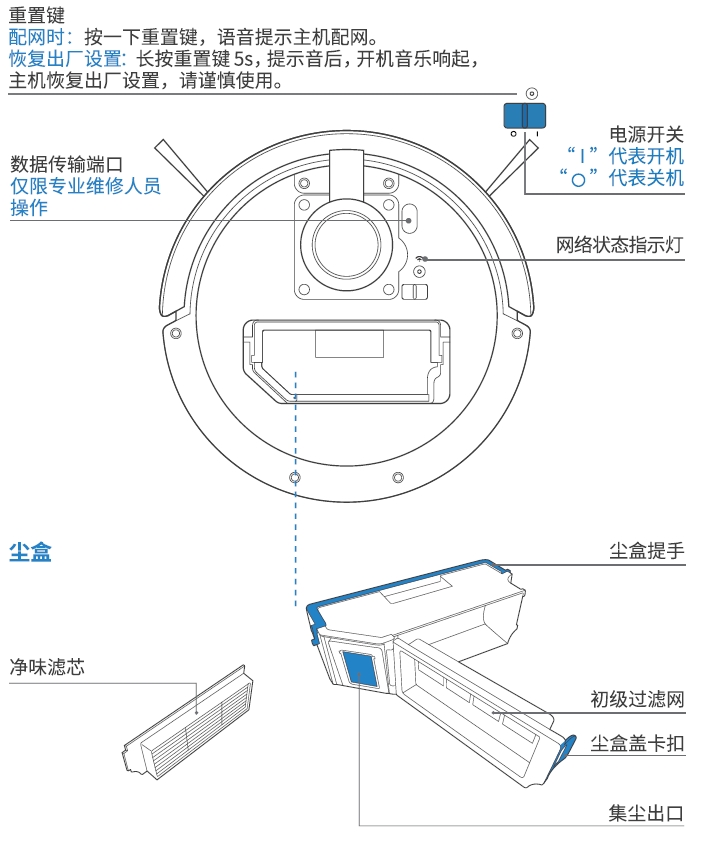 重置键
配网时：按一下重置键，语音提示主机配网。
恢复出厂设置：长按重置键 5s，提示音后，开机音乐响起，
主机恢复出厂设置，请谨慎使用。
电源开关
“ I ”代表开机
“ O ”代表关机
数据传输端口
仅限专业维修人员
操作
网络状态指示灯
尘盒
尘盒提手
净味滤芯
初级过滤网
尘盒盖卡扣
集尘出口